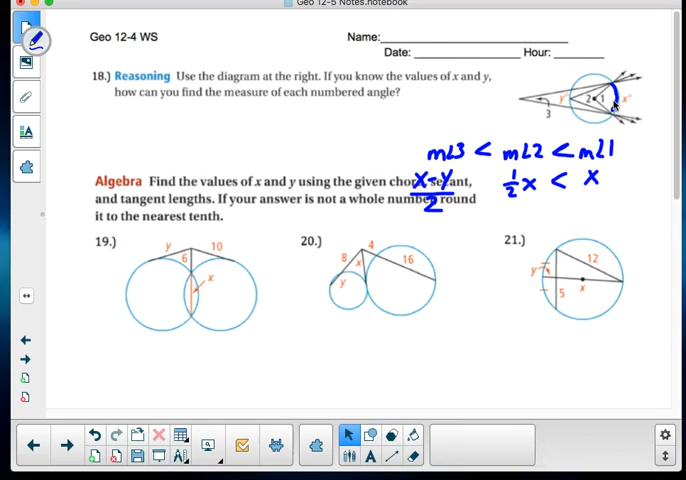 Geo 12-5 Notes.notebook
Geo 12-4 WS
Name:
Date:
Hour:
18.) Reasoning Use the diagram at the right. If you know the values of x and y,
how can you find the measure of each numbered angle?
y° 2 1 x°
3
m∠3 < m∠2 < m∠1
x-y
2
½x < x
Algebra Find the values of x and y using the given chord, secant,
and tangent lengths. If your answer is not a whole number, round
it to the nearest tenth.
19.)
y 10
6
x
20.)
4
8 x 16
y
21.)
12
y
5 x